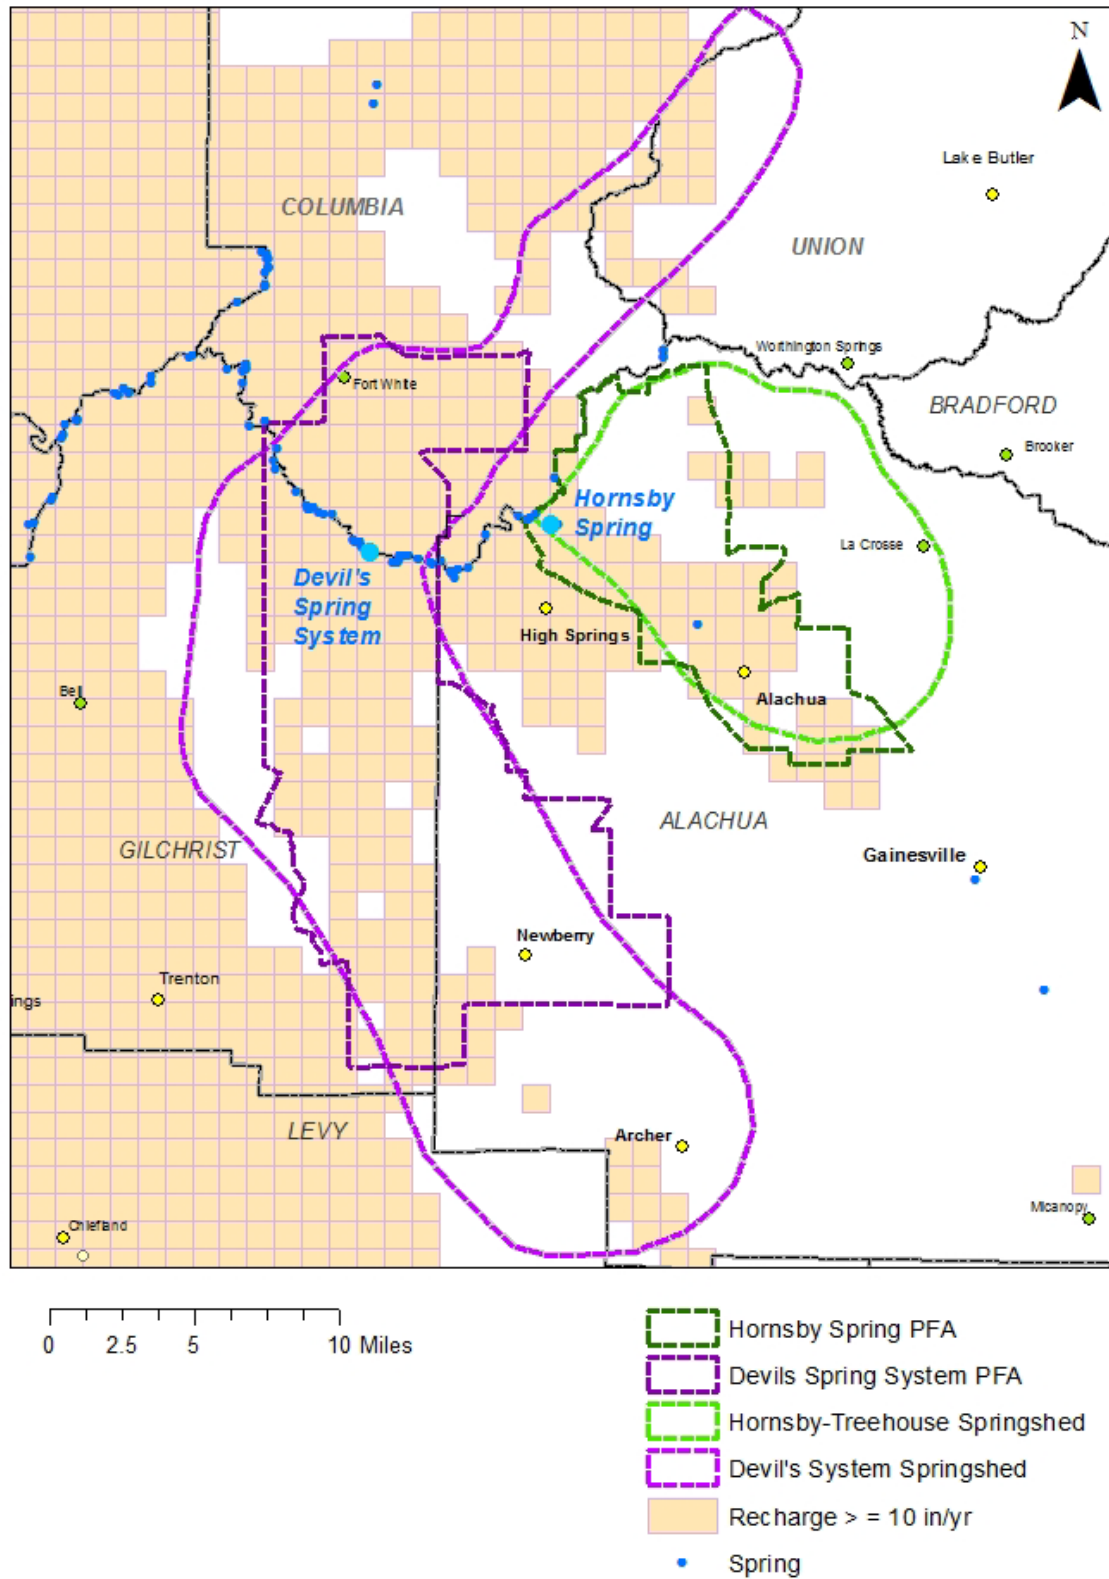 N
Lake Butler
COLUMBIA
UNION
Worthington Springs
Fort White
BRADFORD
Brooker
Hornsby
Spring
La Crosse
Devil's
Spring
System
High Springs
Bell
Alachua
ALACHUA
GILCHRIST
Gainesville
Newberry
Trenton
ings
LEVY
Archer
Micanopy
Chiefland
0 2.5 5 10 Miles
Hornsby Spring PFA
Devils Spring System PFA
Hornsby-Treehouse Springshed
Devil's System Springshed
Recharge > = 10 in/yr
Spring